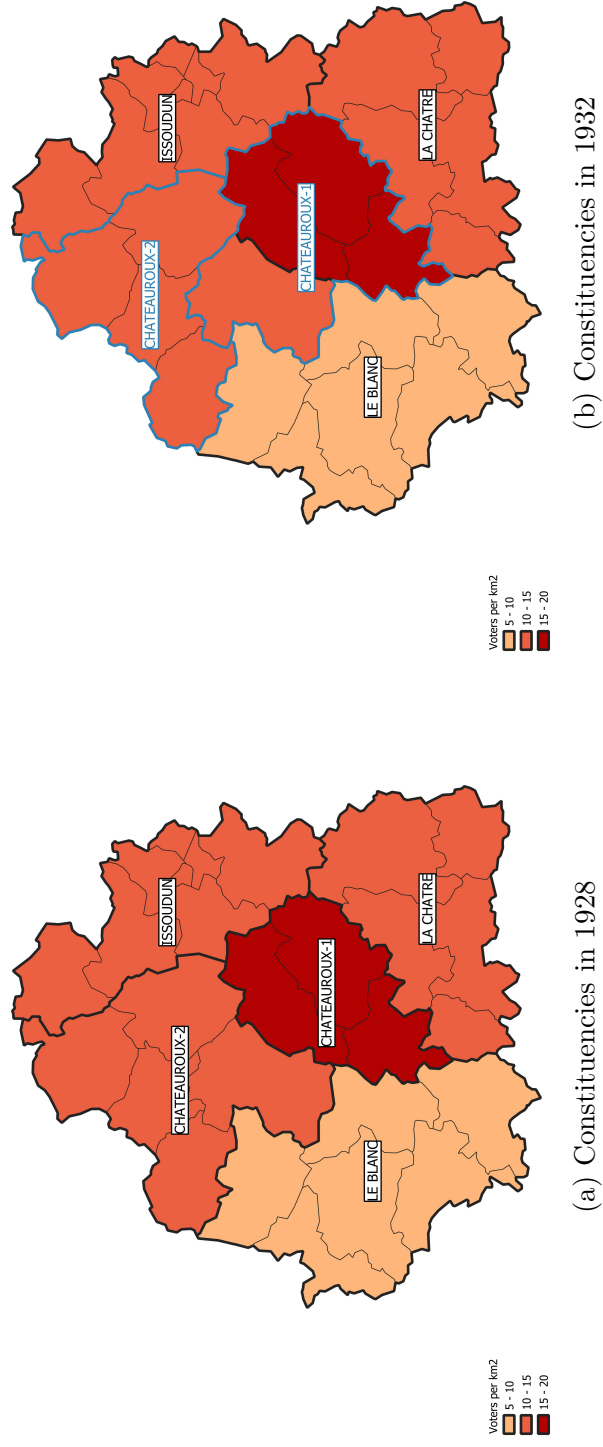 ISSOUDUN
CHATEAUROUX-2
CHATEAUROUX-1
LE BLANC
LA CHATRE
Voters per km2
5 - 10
10 - 15
15 - 20
(a) Constituencies in 1928
ISSOUDUN
CHATEAUROUX-2
CHATEAUROUX-1
LE BLANC
LA CHATRE
Voters per km2
5 - 10
10 - 15
15 - 20
(b) Constituencies in 1932